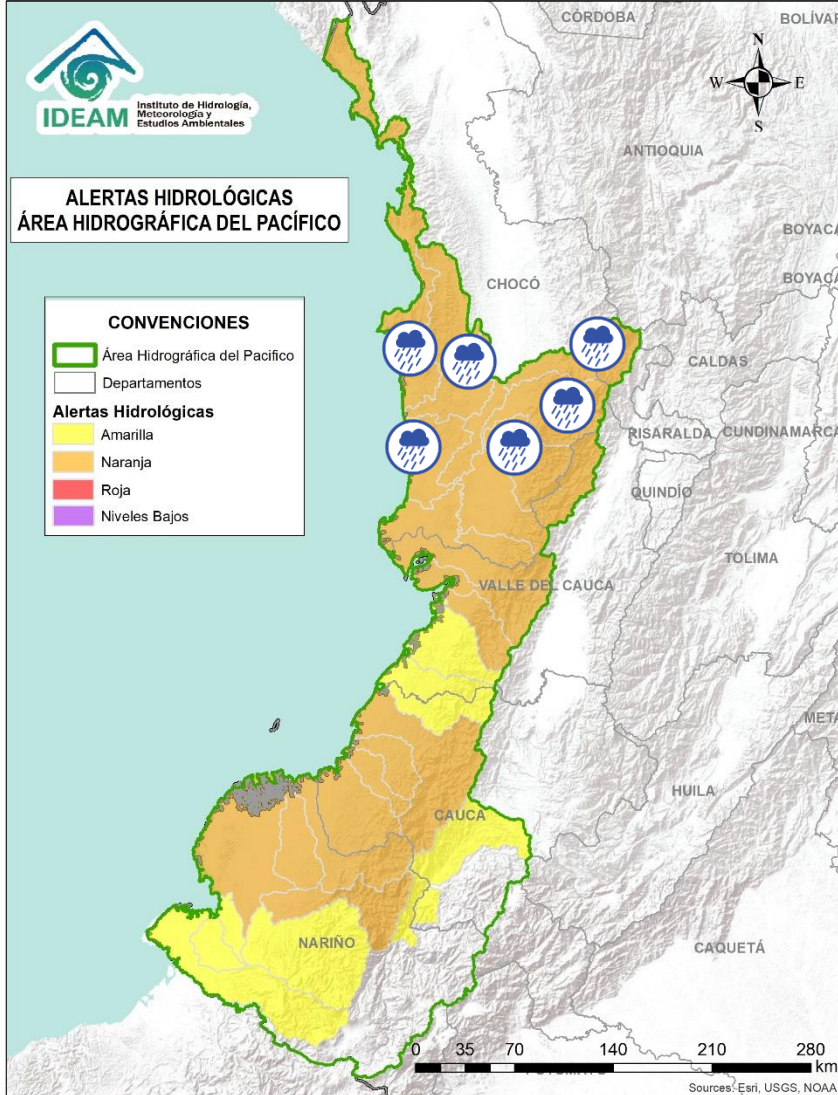 IDEAM
Instituto de Hidrología,
Meteorología y
Estudios Ambientales
ALERTAS HIDROLÓGICAS
ÁREA HIDROGRÁFICA DEL PACÍFICO
CONVENCIONES
Área Hidrográfica del Pacifico
Departamentos
Alertas Hidrológicas
Amarilla
Naranja
Roja
Niveles Bajos
N
W
E
S
CÓRDOBA
BOLÍVAR
ANTIOQUIA
BOYACÁ
BOYACÁ
CHOCÓ
CALDAS
RISARALDA
CUNDINAMARCA
QUINDÍO
TOLIMA
VALLE DEL CAUCA
META
HUILA
CAUCA
NARIÑO
CAQUETÁ
0 35 70 140 210 280
km
Sources: Esri, USGS, NOAA